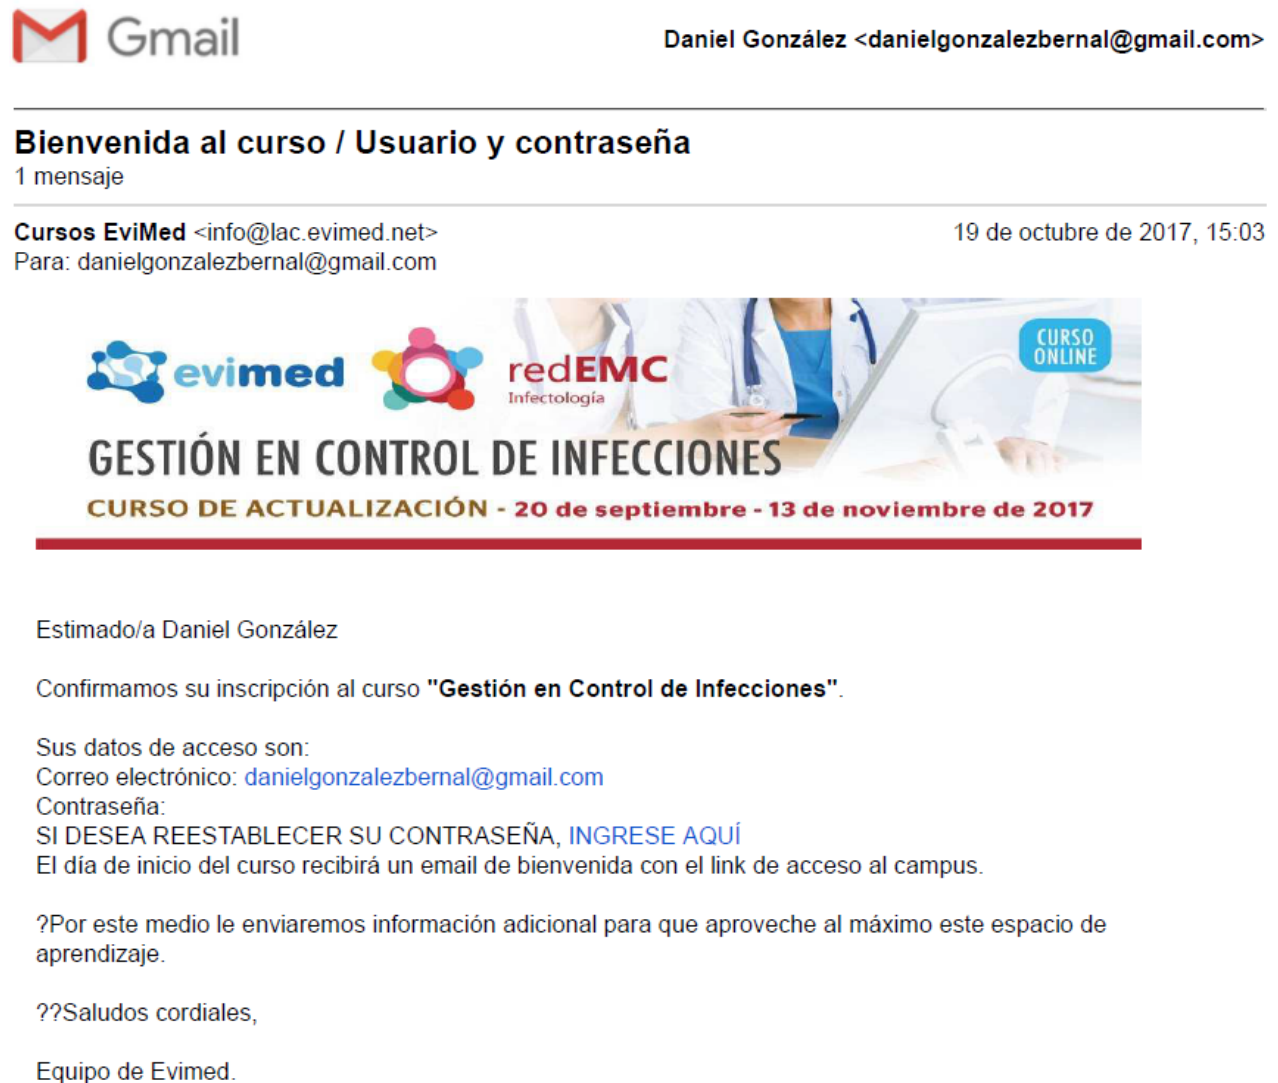 Gmail
Daniel González <danielgonzalezbernal@gmail.com>
Bienvenida al curso / Usuario y contraseña
1 mensaje
Cursos EviMed <info@lac.evimed.net>
19 de octubre de 2017, 15:03
Para: danielgonzalezbernal@gmail.com
evimed
redEMC
Infectología
CURSO
ONLINE
GESTIÓN EN CONTROL DE INFECCIONES
CURSO DE ACTUALIZACIÓN - 20 de septiembre - 13 de noviembre de 2017
Estimado/a Daniel González
Confirmamos su inscripción al curso "Gestión en Control de Infecciones".
Sus datos de acceso son:
Correo electrónico: danielgonzalezbernal@gmail.com
Contraseña:
SI DESEA REESTABLECER SU CONTRASEÑA, INGRESE AQUÍ
El día de inicio del curso recibirá un email de bienvenida con el link de acceso al campus.
?Por este medio le enviaremos información adicional para que aproveche al máximo este espacio de
aprendizaje.
??Saludos cordiales,
Equipo de Evimed.